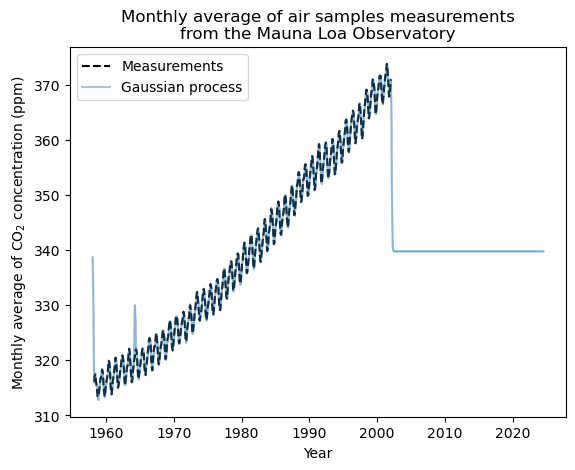 Monthly average of air samples measurements
from the Mauna Loa Observatory
Measurements
Gaussian process
Monthly average of CO₂ concentration (ppm)
370
360
350
340
330
320
310
1960
1970
1980
1990
2000
2010
2020
Year